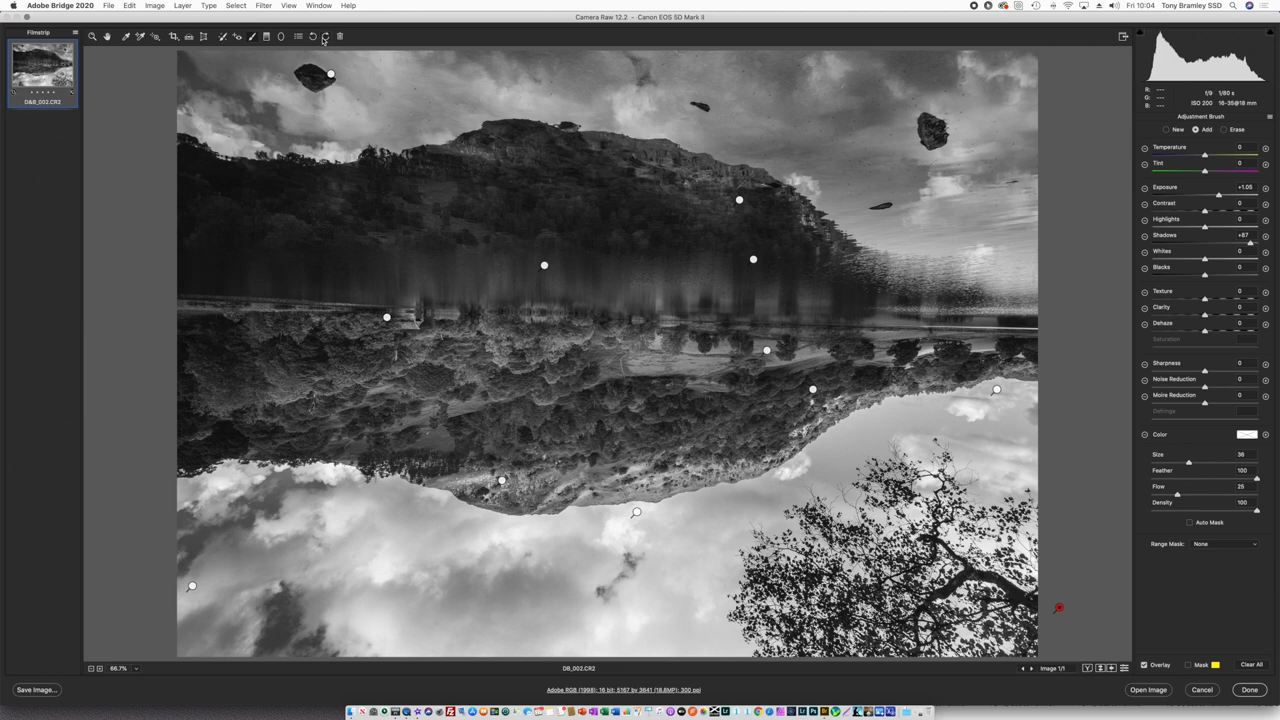 Adobe Bridge 2020 File Edit Image Layer Type Select Filter View Window Help
Fri 10:04 Tony Bramley SSD
Camera Raw 12.2 - Canon EOS 5D Mark II
Filmstrip
D&B_002.CR2
R: ---
G: ---
B: ---
f/9 1/80 s
ISO 200 16-35@18 mm
Adjustment Brush
New Add Erase
Temperature 0
Tint 0
Exposure +1.05
Contrast 0
Highlights 0
Shadows +87
Whites 0
Blacks 0
Texture 0
Clarity 0
Dehaze 0
Saturation
Sharpness 0
Noise Reduction 0
Moire Reduction 0
Defringe
Color
Size 36
Feather 100
Flow 25
Density 100
Auto Mask
Range Mask: None
Overlay Mask Clear All
66.7% DB_002.CR2 Image 1/1
Save Image... Adobe RGB (1998); 16 bit; 5167 by 3641 (18.8MP); 300 ppi Open Image Cancel Done